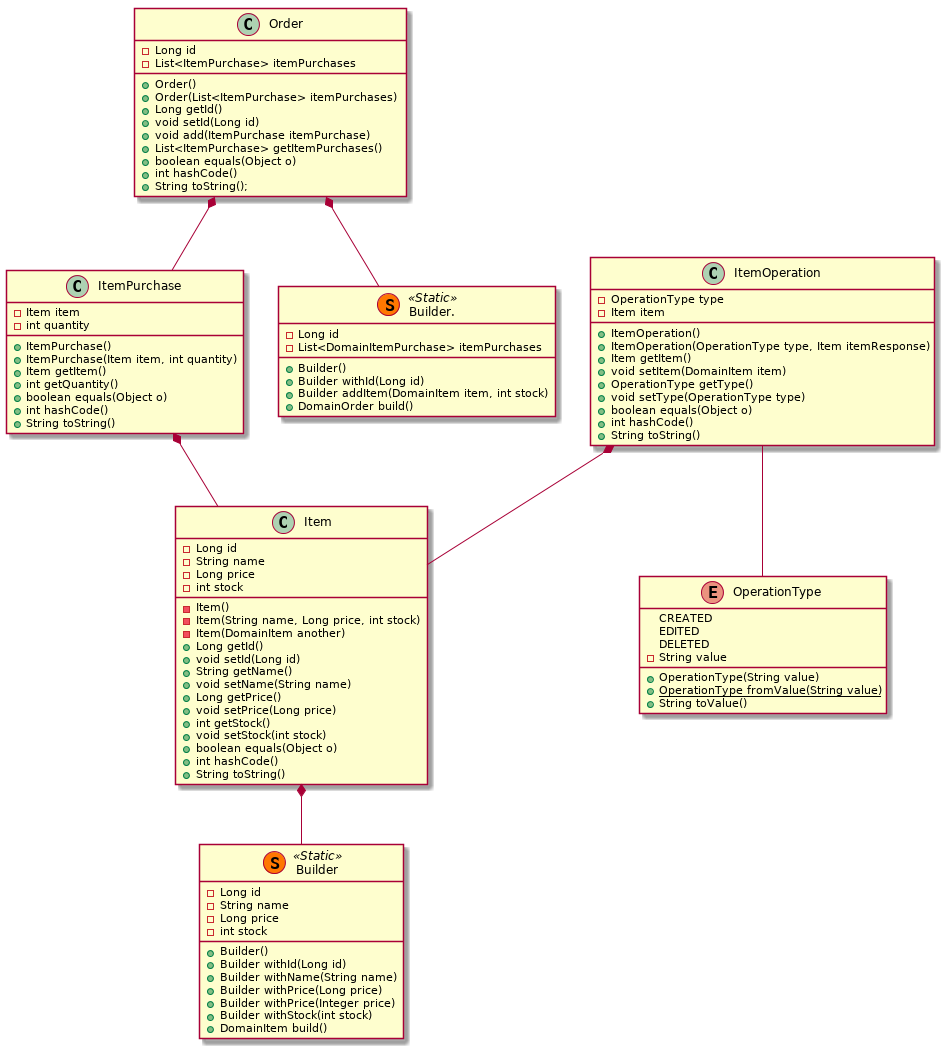 C Order
Long id
List<ItemPurchase> itemPurchases
Order()
Order(List<ItemPurchase> itemPurchases)
Long getId()
void setId(Long id)
void add(ItemPurchase itemPurchase)
List<ItemPurchase> getItemPurchases()
boolean equals(Object o)
int hashCode()
String toString();
C ItemPurchase
Item item
int quantity
ItemPurchase()
ItemPurchase(Item item, int quantity)
Item getItem()
int getQuantity()
boolean equals(Object o)
int hashCode()
String toString()
S «Static»
Builder.
Long id
List<DomainItemPurchase> itemPurchases
Builder()
Builder withId(Long id)
Builder addItem(DomainItem item, int stock)
DomainOrder build()
C ItemOperation
OperationType type
Item item
ItemOperation()
ItemOperation(OperationType type, Item itemResponse)
Item getItem()
void setItem(DomainItem item)
OperationType getType()
void setType(OperationType type)
boolean equals(Object o)
int hashCode()
String toString()
C Item
Long id
String name
Long price
int stock
Item()
Item(String name, Long price, int stock)
Item(DomainItem another)
Long getId()
void setId(Long id)
String getName()
void setName(String name)
Long getPrice()
void setPrice(Long price)
int getStock()
void setStock(int stock)
boolean equals(Object o)
int hashCode()
String toString()
E OperationType
CREATED
EDITED
DELETED
String value
OperationType(String value)
OperationType fromValue(String value)
String toValue()
S «Static»
Builder
Long id
String name
Long price
int stock
Builder()
Builder withId(Long id)
Builder withName(String name)
Builder withPrice(Long price)
Builder withPrice(Integer price)
Builder withStock(int stock)
DomainItem build()